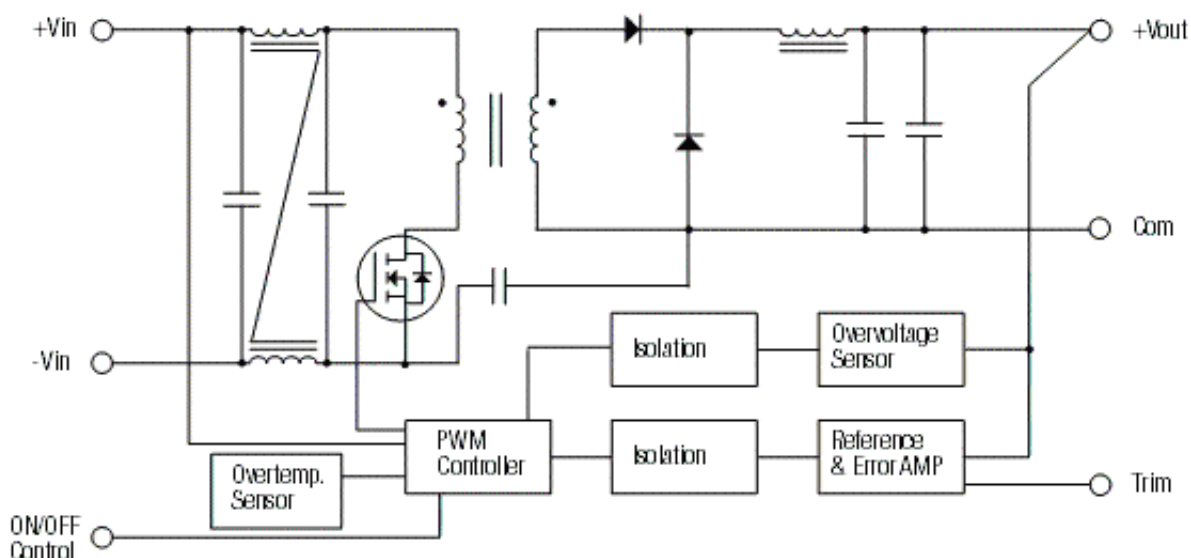 +Vin
+Vout
Com
-Vin
Isolation
Overvoltage
Sensor
PWM
Controller
Isolation
Reference
& Error AMP
Overtemp.
Sensor
Trim
ON/OFF
Control